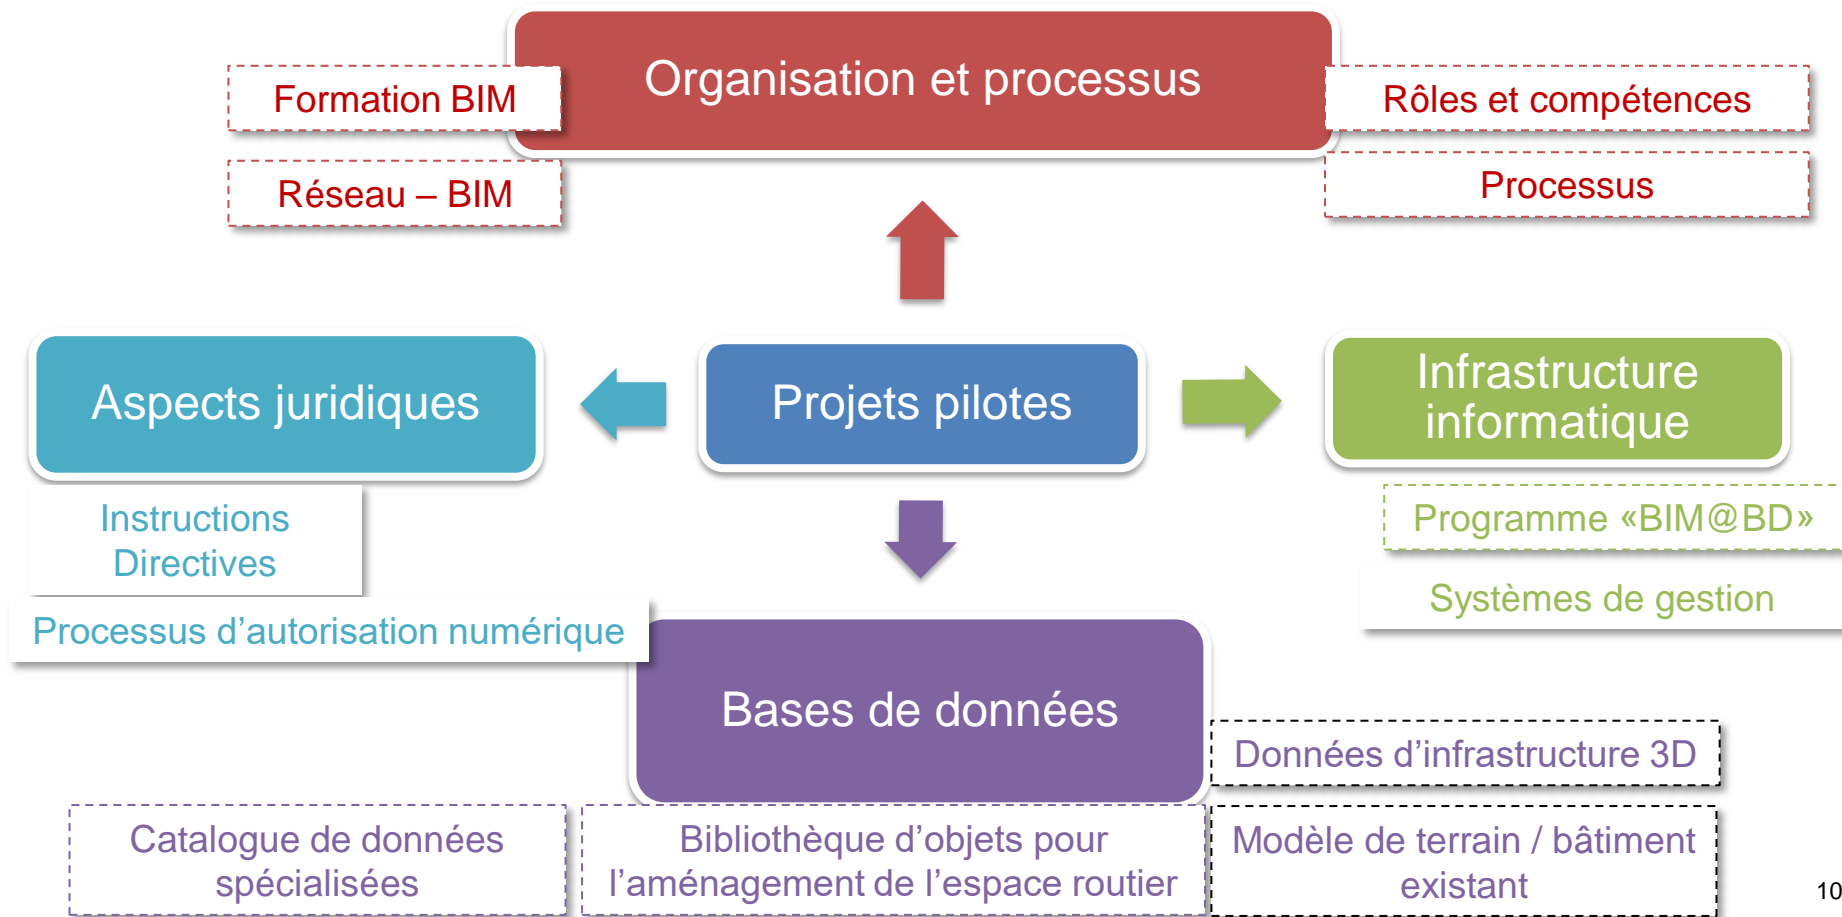 Organisation et processus
Formation BIM
Réseau – BIM
Rôles et compétences
Processus
Aspects juridiques
Projets pilotes
Infrastructure
informatique
Instructions
Directives
Processus d’autorisation numérique
Programme «BIM@BD»
Systèmes de gestion
Bases de données
Données d’infrastructure 3D
Catalogue de données
spécialisées
Bibliothèque d’objets pour
l’aménagement de l’espace routier
Modèle de terrain / bâtiment
existant
10